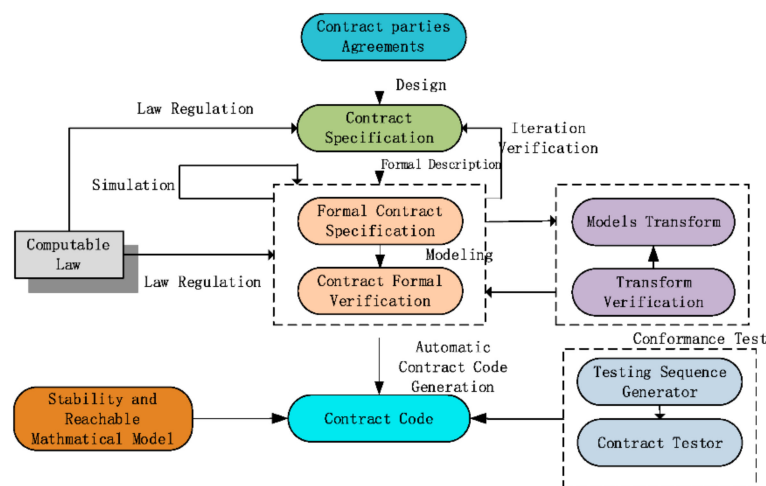 Contract parties
Agreements
Design
Law Regulation
Contract
Specification
Iteration
Verification
Formal Description
Simulation
Formal Contract
Specification
Models Transform
Computable
Law
Modeling
Law Regulation
Contract Formal
Verification
Transform
Verification
Conformance Test
Automatic
Contract Code
Generation
Testing Sequence
Generator
Stability and
Reachable
Mathmatical Model
Contract Code
Contract Testor